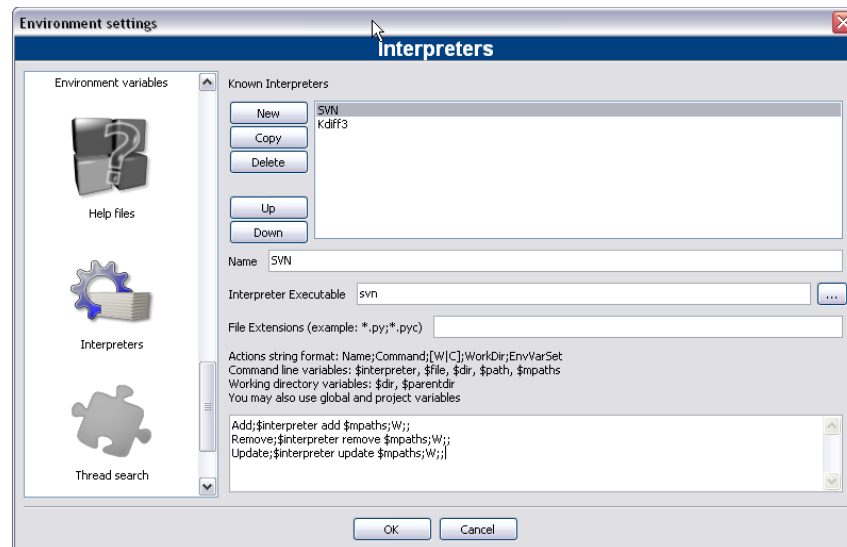 Environment settings
Interpreters
Environment variables
Help files
Interpreters
Thread search
Known Interpreters
New
Copy
Delete
Up
Down
SVN
Kdiff3
Name SVN
Interpreter Executable svn ...
File Extensions (example: *.py;*.pyc)
Actions string format: Name;Command;[W|C];WorkDir;EnvVarSet
Command line variables: $interpreter, $file, $dir, $path, $mpaths
Working directory variables: $dir, $parentdir
You may also use global and project variables
Add;$interpreter add $mpaths;W;;
Remove;$interpreter remove $mpaths;W;;
Update;$interpreter update $mpaths;W;;
OK Cancel